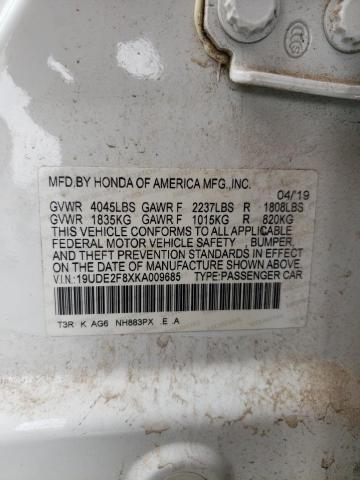 MFD.BY HONDA OF AMERICA MFG.,INC.
04/19
GVWR 4045LBS GAWR F 2237LBS R 1808LBS
GVWR 1835KG GAWR F 1015KG R 820KG
THIS VEHICLE CONFORMS TO ALL APPLICABLE
FEDERAL MOTOR VEHICLE SAFETY , BUMPER,
AND THEFT PREVENTION STANDARDS IN EFFECT ON THE
DATE OF MANUFACTURE SHOWN ABOVE.
V.I.N:19UDE2F8XKA009685 TYPE:PASSENGER CAR
T3R K AG6 NH883PX .E .A